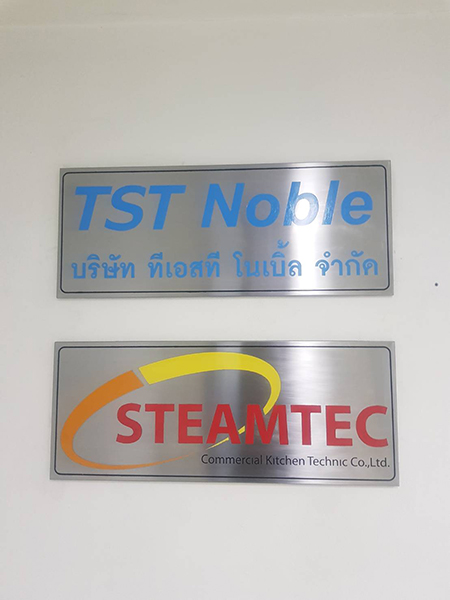 TST Noble
บริษัท ทีเอสที โนเบิ้ล จำกัด
STEAMTEC
Commercial Kitchen Technic Co.,Ltd.